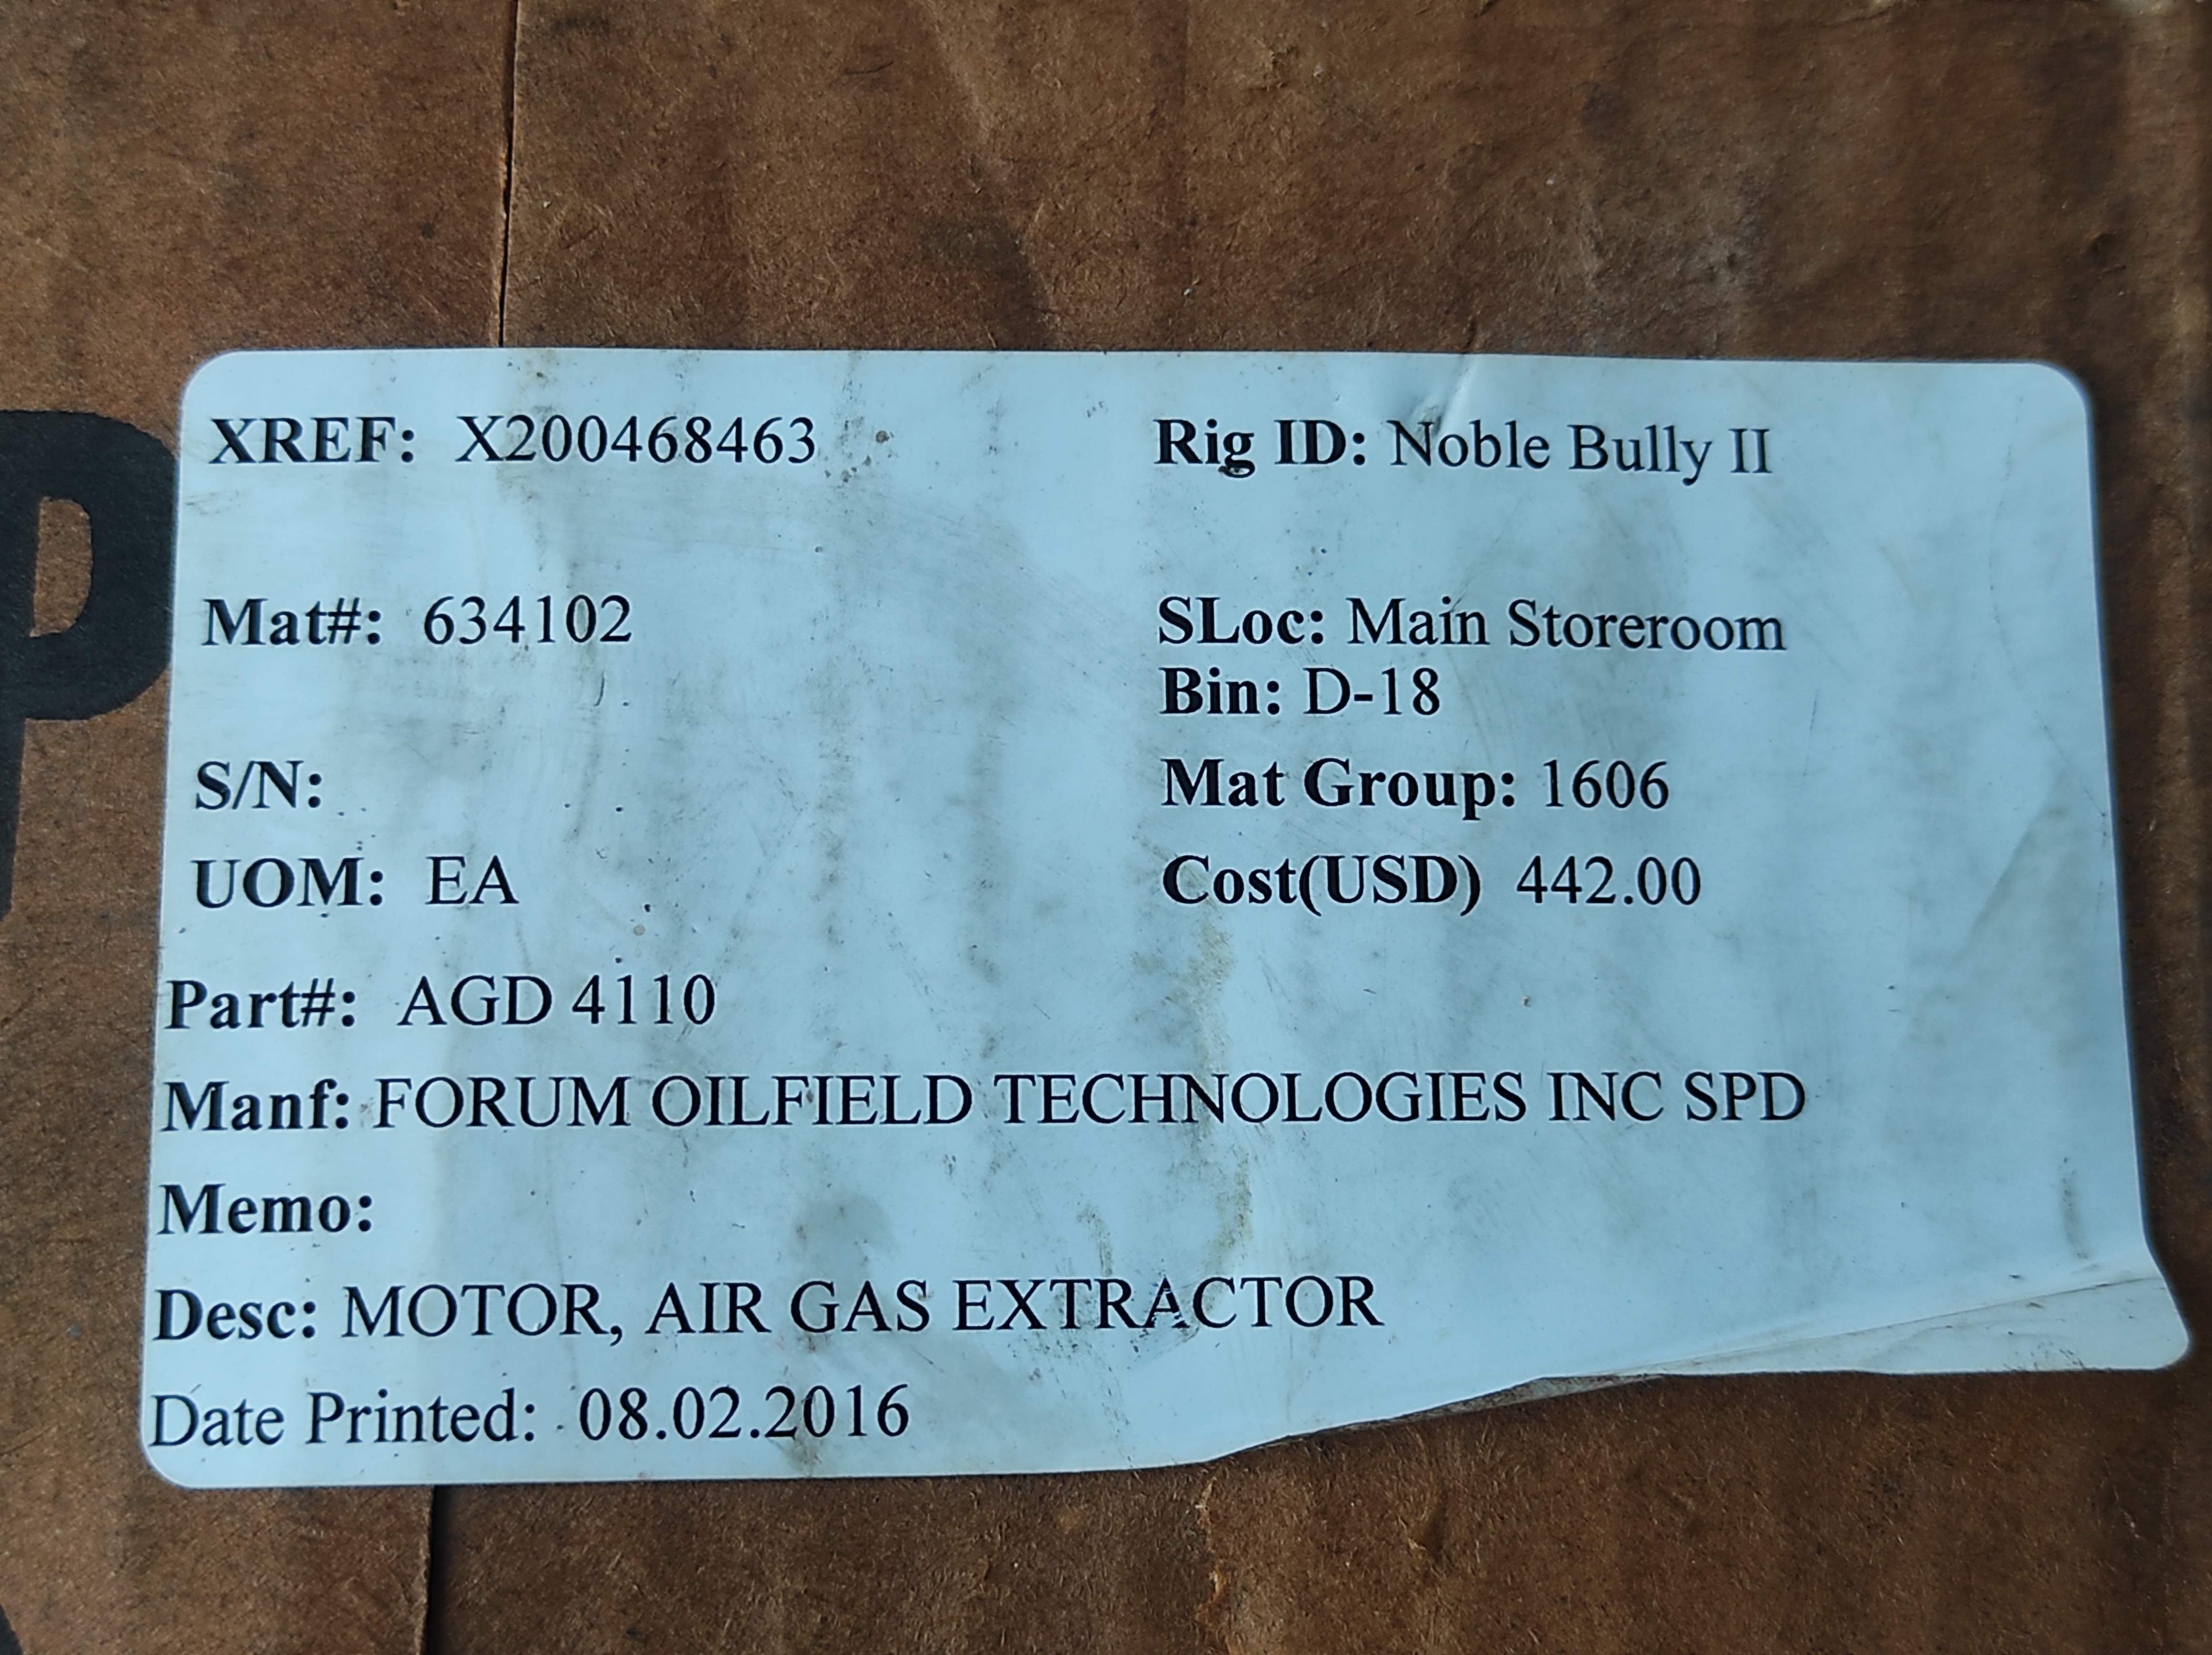 XREF: X200468463 Rig ID: Noble Bully II
Mat#: 634102 SLoc: Main Storeroom
Bin: D-18
S/N: Mat Group: 1606
UOM: EA Cost(USD) 442.00
Part#: AGD 4110
Manf: FORUM OILFIELD TECHNOLOGIES INC SPD
Memo:
Desc: MOTOR, AIR GAS EXTRACTOR
Date Printed: 08.02.2016